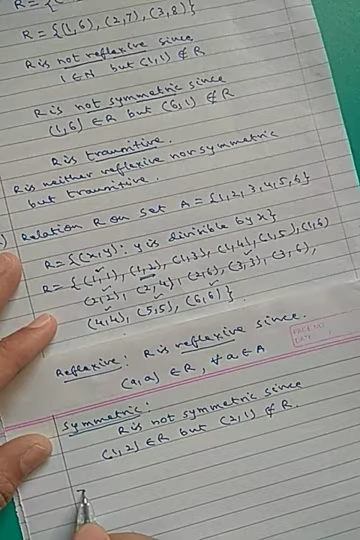 R = {(
R = {(1,6), (2,7), (3,8)}
R is not reflexive since
1 ∈ N but (1,1) ∉ R
R is not symmetric since
(1,6) ∈ R but (6,1) ∉ R
R is transitive.
R is neither reflexive nor symmetric
but transitive.
) Relation R on set A = {1,2,3,4,5,6}
R = {(x,y): y is divisible by x}
R = {(1,1), (1,2), (1,3), (1,4), (1,5), (1,6)
(2,2), (2,4), (2,6), (3,3), (3,6),
(4,4), (5,5), (6,6)}.
Reflexive: R is reflexive since.
PAGE NO.
DATE
(a,a) ∈ R, ∀ a ∈ A
Symmetric:
R is not symmetric since
(1,2) ∈ R but (2,1) ∉ R.